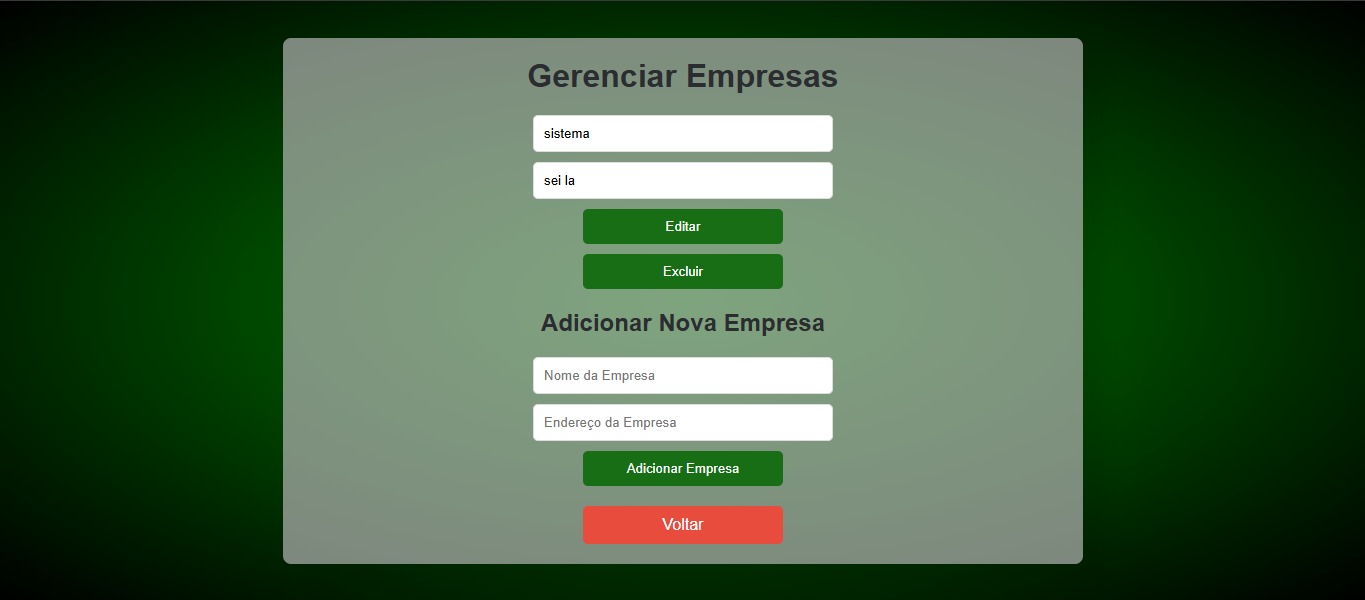 Gerenciar Empresas
sistema
sei la
Editar
Excluir
Adicionar Nova Empresa
Nome da Empresa
Endereço da Empresa
Adicionar Empresa
Voltar